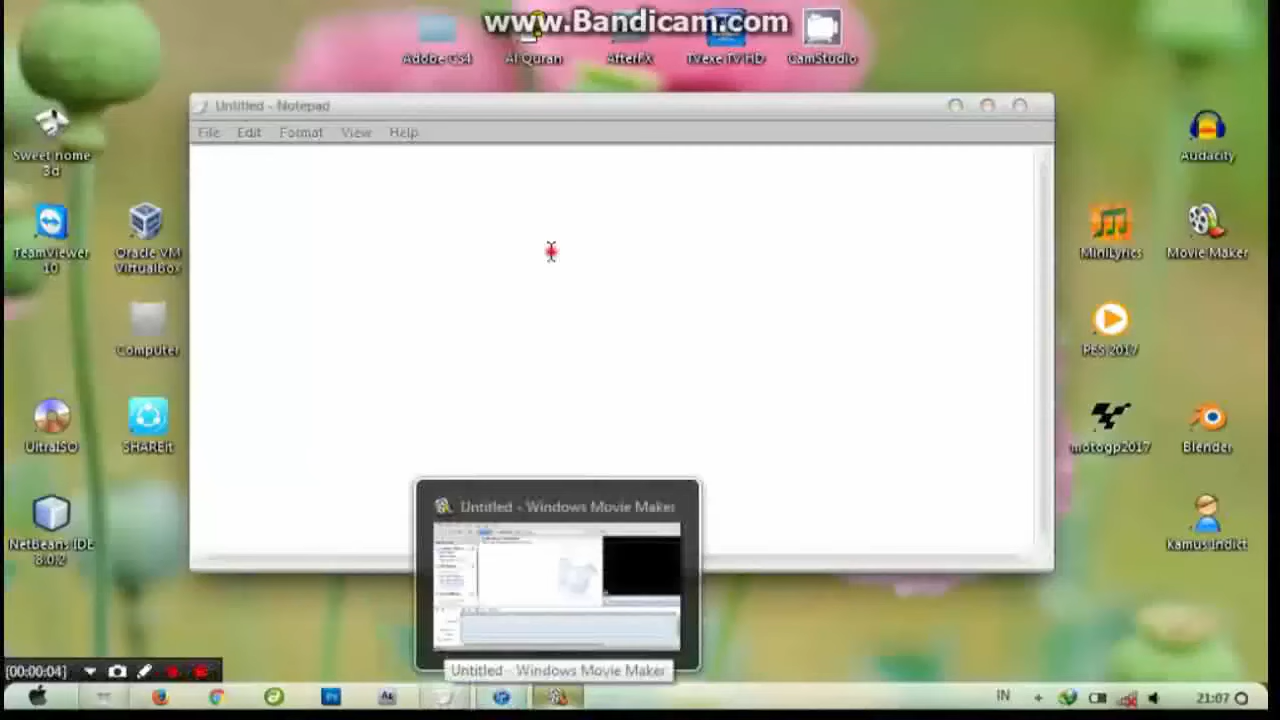 www.Bandicam.com
Adobe CS4
Al Quran
AfterFX
TVexe TV HD
CamStudio
Untitled - Notepad
File Edit Format View Help
Sweet home
3d
Audacity
TeamViewer
10
Oracle VM
VirtualBox
MiniLyrics
Movie Maker
Computer
PES 2017
UltraISO
SHAREit
motogp2017
Blender
Untitled - Windows Movie Maker
NetBeans IDE
8.0.2
Kamus Indict
Untitled - Windows Movie Maker
[00:00:04]
Ae
IN
21:07